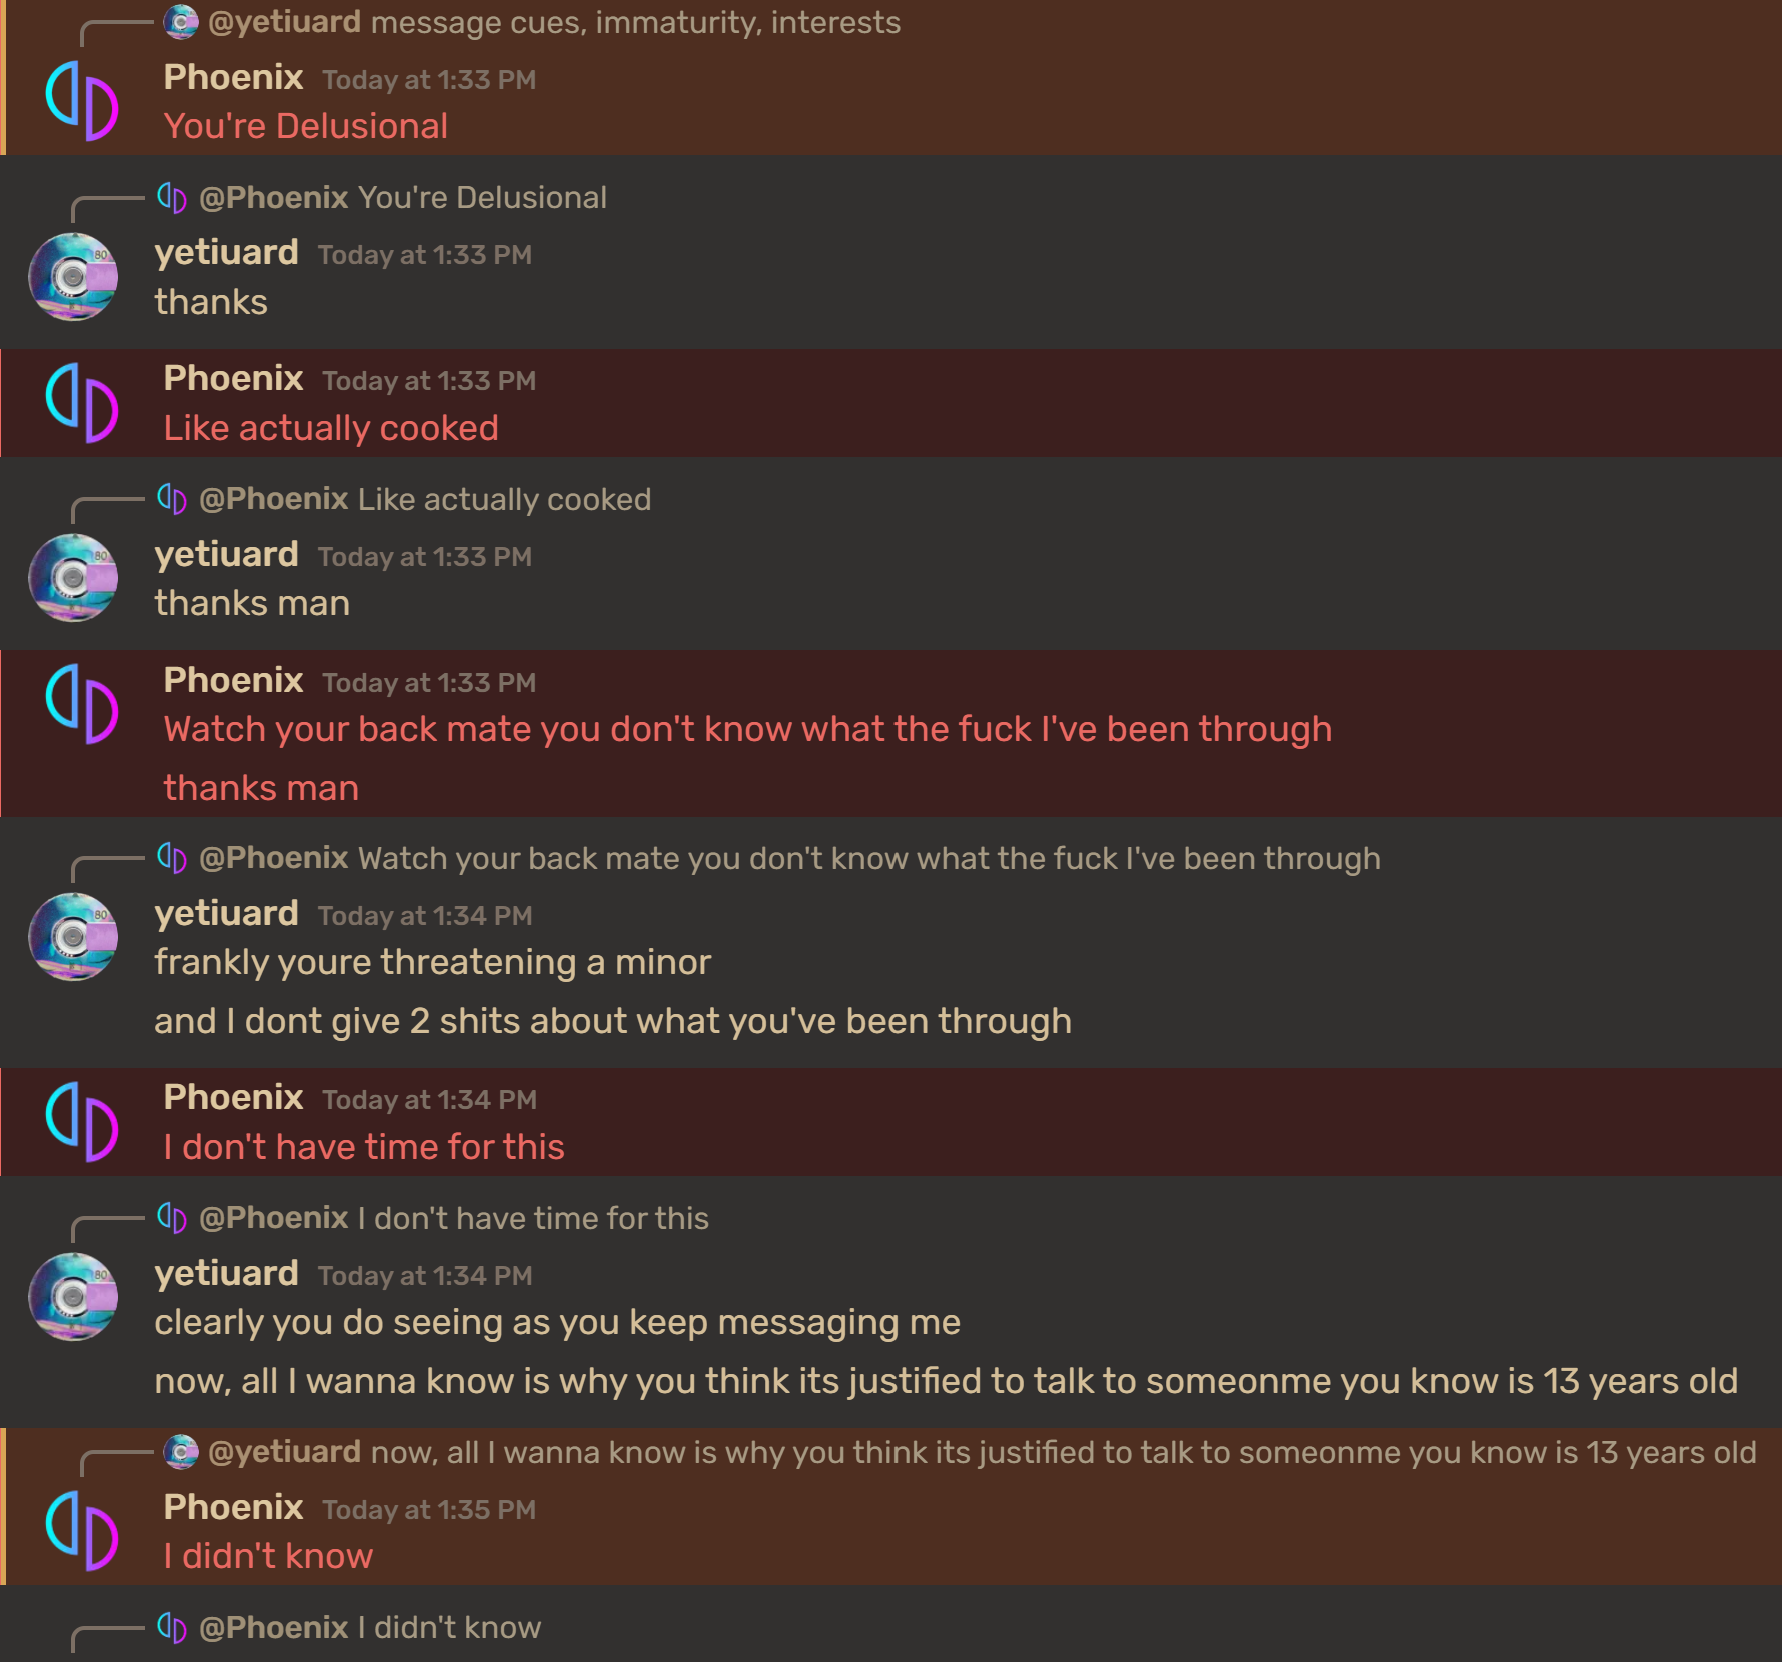 @yetiuard message cues, immaturity, interests
Phoenix Today at 1:33 PM
You're Delusional
@Phoenix You're Delusional
yetiuard Today at 1:33 PM
thanks
Phoenix Today at 1:33 PM
Like actually cooked
@Phoenix Like actually cooked
yetiuard Today at 1:33 PM
thanks man
Phoenix Today at 1:33 PM
Watch your back mate you don't know what the fuck I've been through
thanks man
@Phoenix Watch your back mate you don't know what the fuck I've been through
yetiuard Today at 1:34 PM
frankly youre threatening a minor
and I dont give 2 shits about what you've been through
Phoenix Today at 1:34 PM
I don't have time for this
@Phoenix I don't have time for this
yetiuard Today at 1:34 PM
clearly you do seeing as you keep messaging me
now, all I wanna know is why you think its justified to talk to someonme you know is 13 years old
@yetiuard now, all I wanna know is why you think its justified to talk to someonme you know is 13 years old
Phoenix Today at 1:35 PM
I didn't know
@Phoenix I didn't know